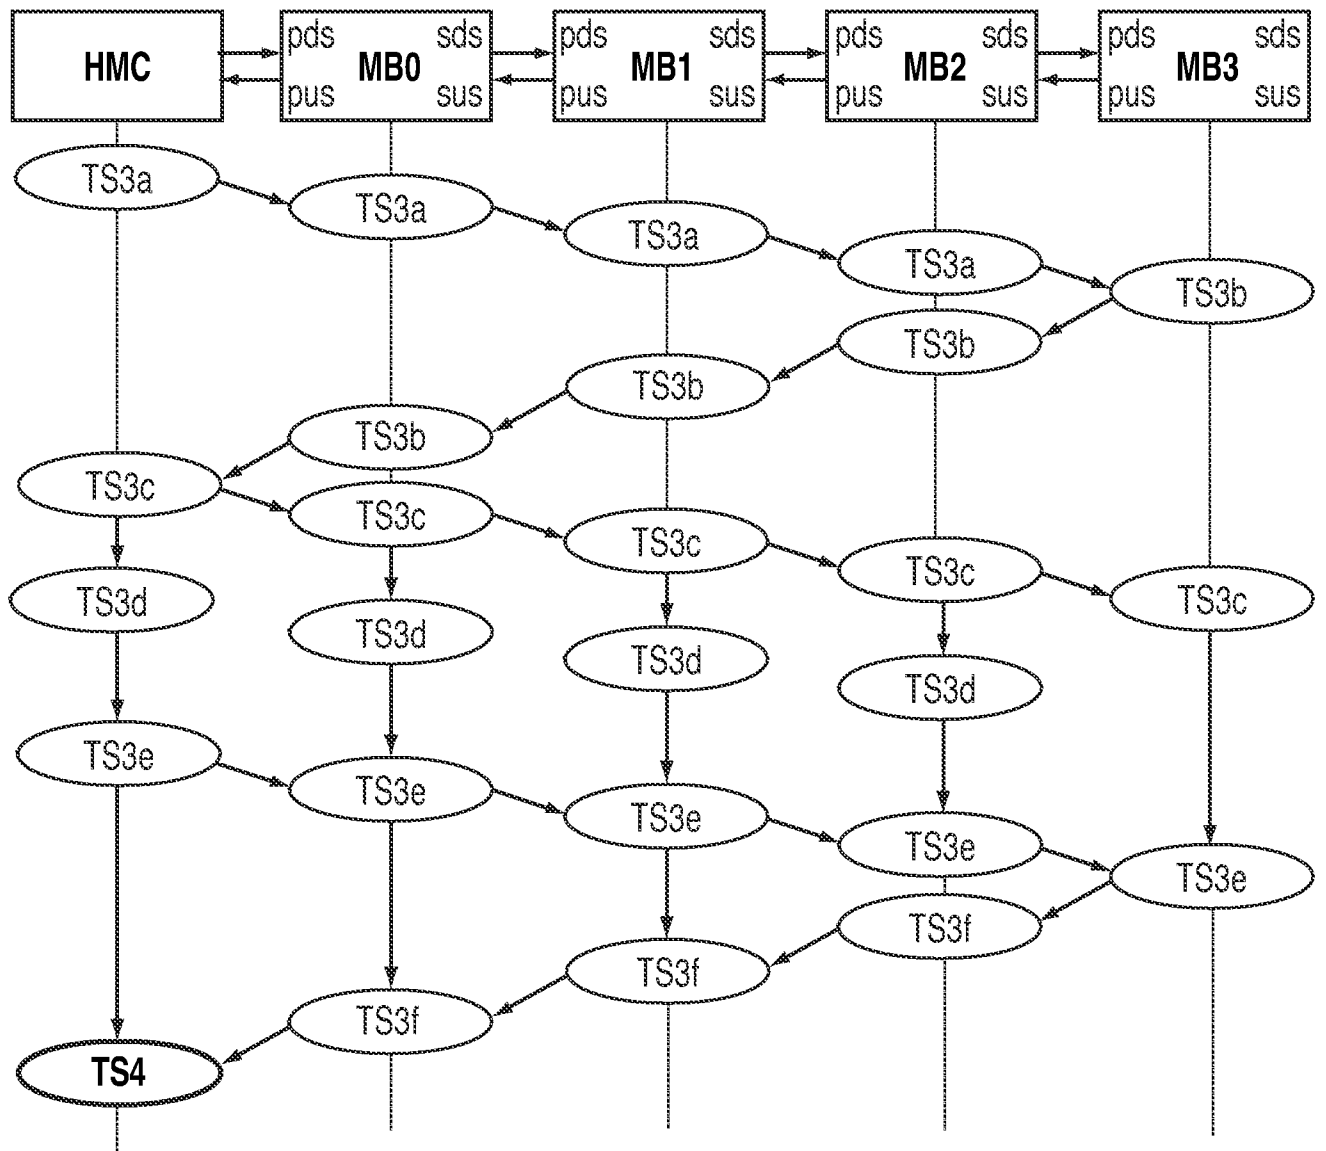 HMC
pds sds
MB0
pus sus
pds sds
MB1
pus sus
pds sds
MB2
pus sus
pds sds
MB3
pus sus
TS3a
TS3a
TS3a
TS3a
TS3b
TS3b
TS3b
TS3b
TS3c
TS3c
TS3c
TS3c
TS3c
TS3d
TS3d
TS3d
TS3d
TS3e
TS3e
TS3e
TS3e
TS3e
TS3f
TS3f
TS3f
TS4